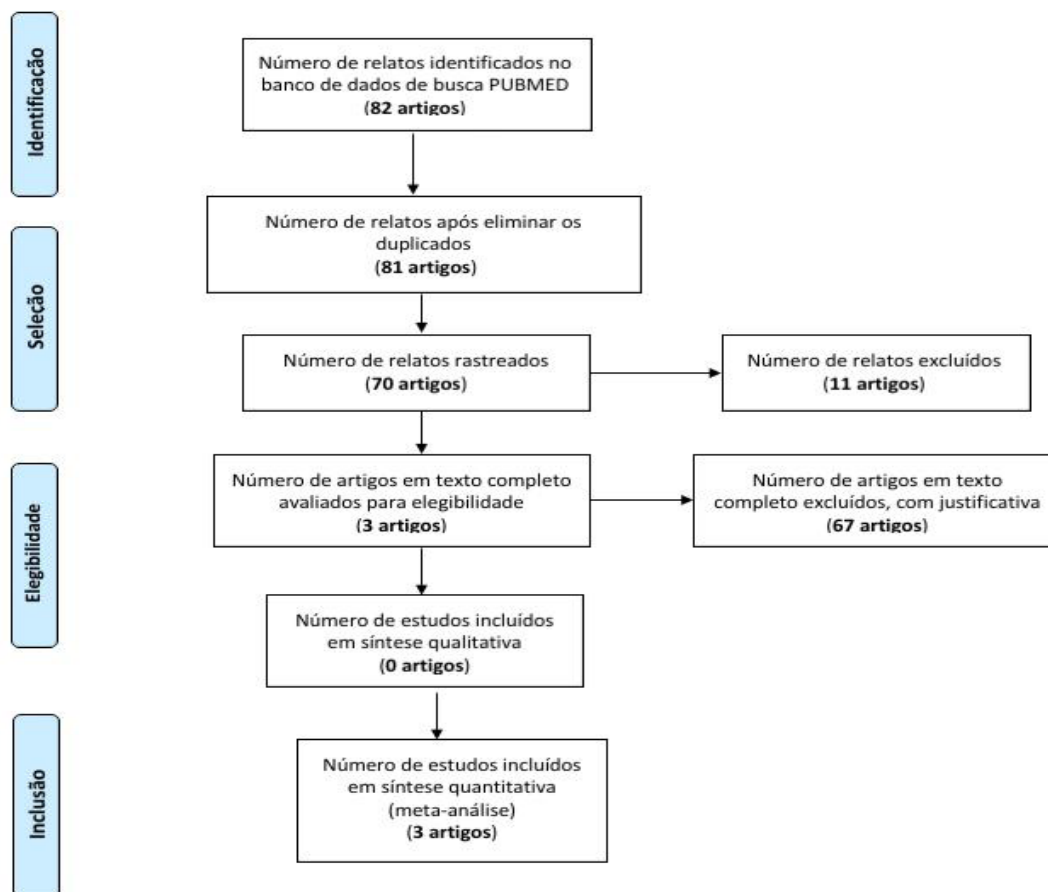 Identificação
Número de relatos identificados no
banco de dados de busca PUBMED
(82 artigos)
Seleção
Número de relatos após eliminar os
duplicados
(81 artigos)
Número de relatos rastreados
(70 artigos)
Número de relatos excluídos
(11 artigos)
Elegibilidade
Número de artigos em texto completo
avaliados para elegibilidade
(3 artigos)
Número de artigos em texto
completo excluídos, com justificativa
(67 artigos)
Número de estudos incluídos
em síntese qualitativa
(0 artigos)
Inclusão
Número de estudos incluídos
em síntese quantitativa
(meta-análise)
(3 artigos)